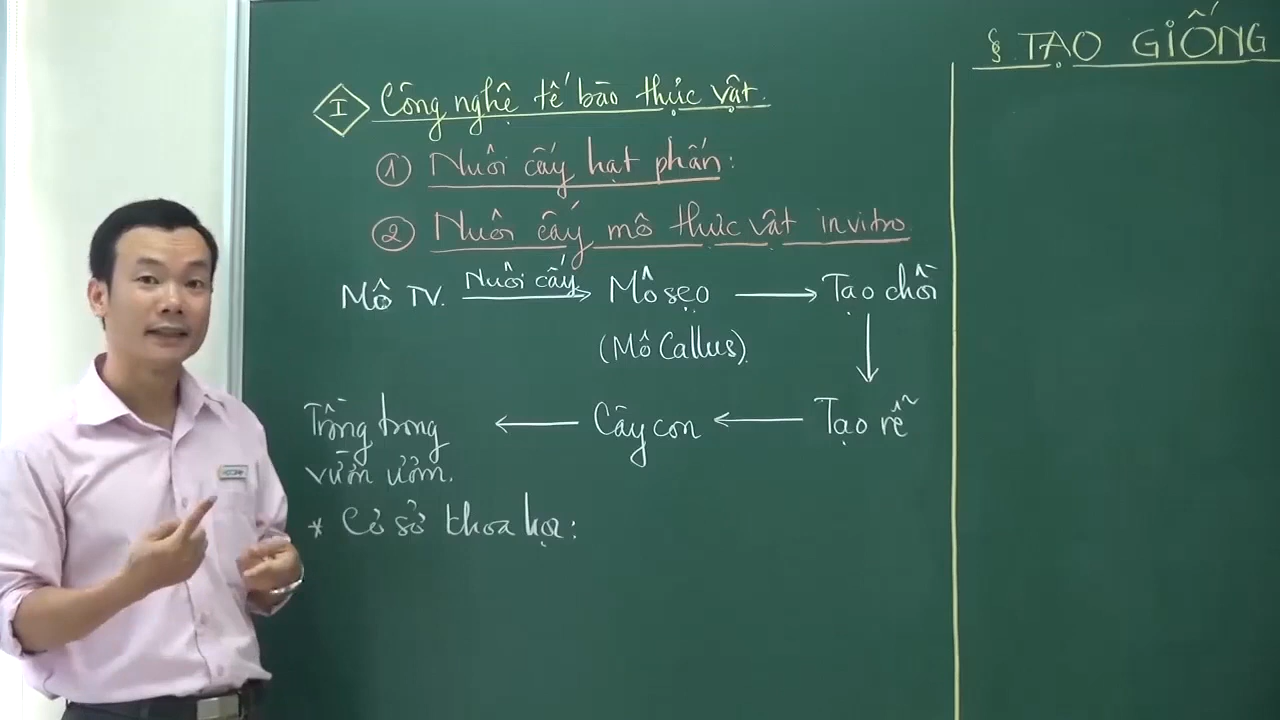 § TẠO GIỐNG
I Công nghệ tế bào thực vật.
1 Nuôi cấy hạt phấn:
2 Nuôi cấy mô thực vật invitro
Mô TV. Nuôi cấy → Mô sẹo → Tạo chồi
(Mô Callus).
Trồng trong ← Cây con ← Tạo rễ
vườn ươm.
* Cơ sở khoa học: